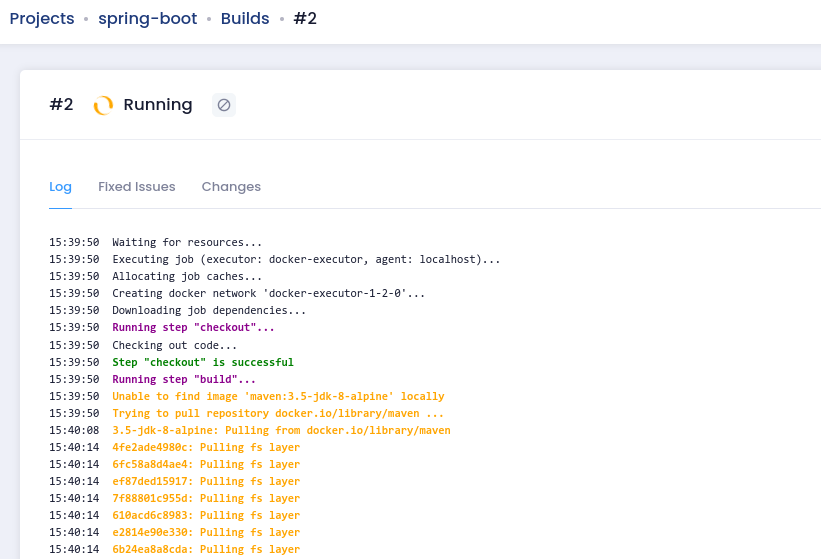 Projects • spring-boot • Builds • #2
#2 Running
Log Fixed Issues Changes
15:39:50 Waiting for resources...
15:39:50 Executing job (executor: docker-executor, agent: localhost)...
15:39:50 Allocating job caches...
15:39:50 Creating docker network 'docker-executor-1-2-0'...
15:39:50 Downloading job dependencies...
15:39:50 Running step "checkout"...
15:39:50 Checking out code...
15:39:50 Step "checkout" is successful
15:39:50 Running step "build"...
15:39:50 Unable to find image 'maven:3.5-jdk-8-alpine' locally
15:39:50 Trying to pull repository docker.io/library/maven ...
15:40:08 3.5-jdk-8-alpine: Pulling from docker.io/library/maven
15:40:14 4fe2ade4980c: Pulling fs layer
15:40:14 6fc58a8d4ae4: Pulling fs layer
15:40:14 ef87ded15917: Pulling fs layer
15:40:14 7f88801c955d: Pulling fs layer
15:40:14 610acd6c8983: Pulling fs layer
15:40:14 e2814e90e330: Pulling fs layer
15:40:14 6b24ea8a8cda: Pulling fs layer